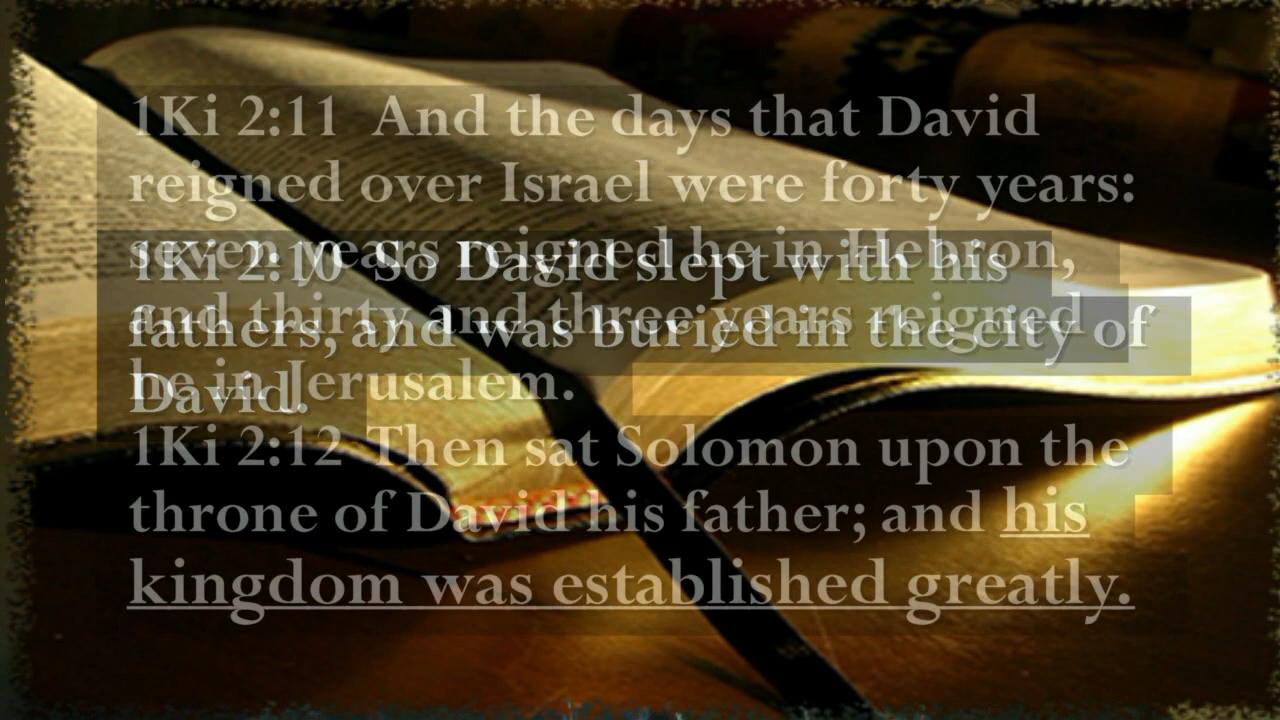 1Ki 2:11 And the days that David
reigned over Israel were forty years:
seven years reigned he in Hebron,
and thirty and three years reigned
he in Jerusalem.
1Ki 2:10 So David slept with his
fathers, and was buried in the city of
David.
1Ki 2:12 Then sat Solomon upon the
throne of David his father; and his
kingdom was established greatly.